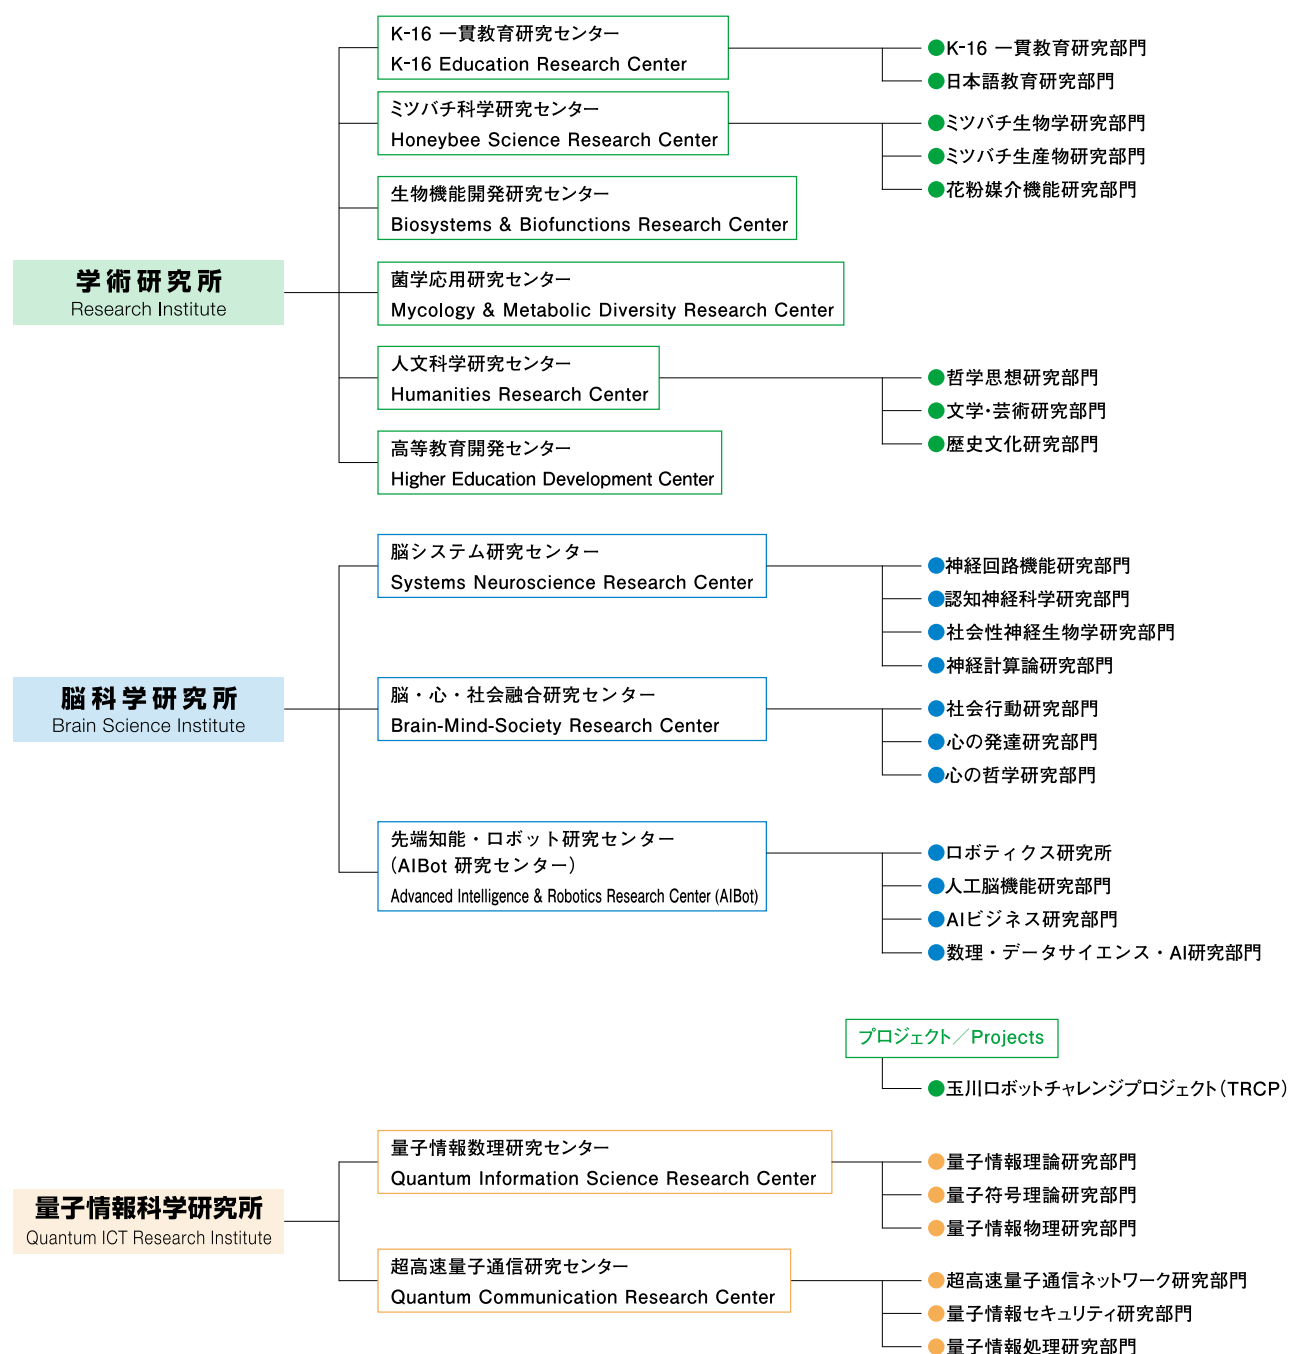 学術研究所
Research Institute
K-16 一貫教育研究センター
K-16 Education Research Center
●K-16 一貫教育研究部門
●日本語教育研究部門
ミツバチ科学研究センター
Honeybee Science Research Center
●ミツバチ生物学研究部門
●ミツバチ生産物研究部門
●花粉媒介機能研究部門
生物機能開発研究センター
Biosystems & Biofunctions Research Center
菌学応用研究センター
Mycology & Metabolic Diversity Research Center
人文科学研究センター
Humanities Research Center
●哲学思想研究部門
●文学・芸術研究部門
●歴史文化研究部門
高等教育開発センター
Higher Education Development Center
脳科学研究所
Brain Science Institute
脳システム研究センター
Systems Neuroscience Research Center
●神経回路機能研究部門
●認知神経科学研究部門
●社会性神経生物学研究部門
●神経計算論研究部門
脳・心・社会融合研究センター
Brain-Mind-Society Research Center
●社会行動研究部門
●心の発達研究部門
●心の哲学研究部門
先端知能・ロボット研究センター
(AIBot 研究センター)
Advanced Intelligence & Robotics Research Center (AIBot)
●ロボティクス研究所
●人工脳機能研究部門
●AIビジネス研究部門
●数理・データサイエンス・AI研究部門
プロジェクト/Projects
●玉川ロボットチャレンジプロジェクト(TRCP)
量子情報科学研究所
Quantum ICT Research Institute
量子情報数理研究センター
Quantum Information Science Research Center
●量子情報理論研究部門
●量子符号理論研究部門
●量子情報物理研究部門
超高速量子通信研究センター
Quantum Communication Research Center
●超高速量子通信ネットワーク研究部門
●量子情報セキュリティ研究部門
●量子情報処理研究部門